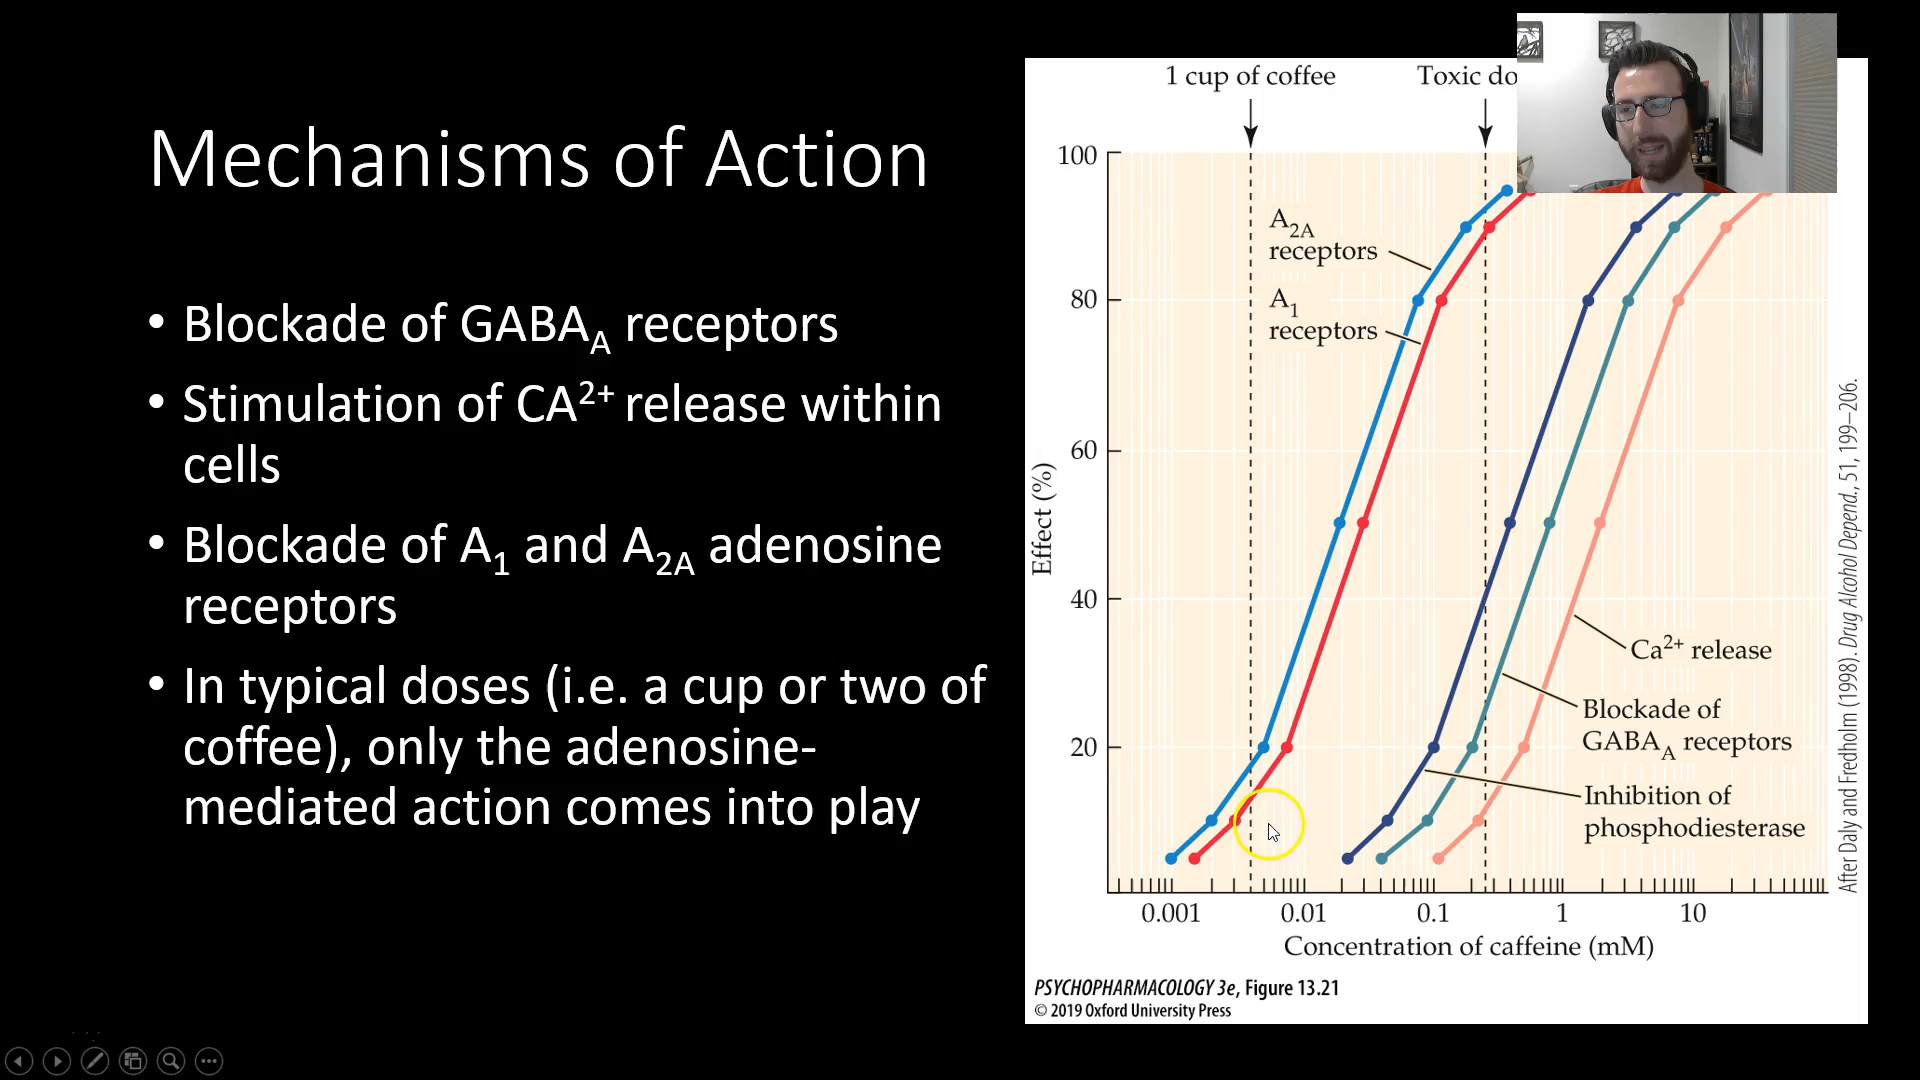 Mechanisms of Action
• Blockade of GABAA receptors
• Stimulation of CA2+ release within
cells
• Blockade of A1 and A2A adenosine
receptors
• In typical doses (i.e. a cup or two of
coffee), only the adenosine-
mediated action comes into play
1 cup of coffee
Toxic do
100
80
60
40
20
Effect (%)
A2A
receptors
A1
receptors
Ca2+ release
Blockade of
GABAA receptors
Inhibition of
phosphodiesterase
0.001 0.01 0.1 1 10
Concentration of caffeine (mM)
After Daly and Fredholm (1998). Drug Alcohol Depend., 51, 199–206.
PSYCHOPHARMACOLOGY 3e, Figure 13.21
© 2019 Oxford University Press